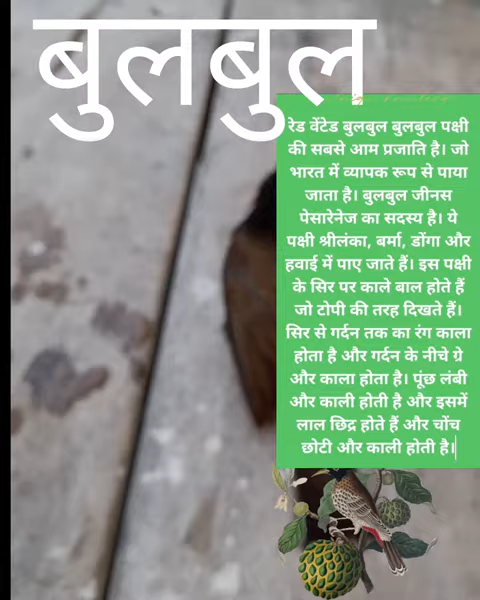 बुलबुल
रेड वेंटेड बुलबुल बुलबुल पक्षी
की सबसे आम प्रजाति है। जो
भारत में व्यापक रूप से पाया
जाता है। बुलबुल जीनस
पेसारेनेज का सदस्य है। ये
पक्षी श्रीलंका, बर्मा, डोंगा और
हवाई में पाए जाते हैं। इस पक्षी
के सिर पर काले बाल होते हैं
जो टोपी की तरह दिखते हैं।
सिर से गर्दन तक का रंग काला
होता है और गर्दन के नीचे ग्रे
और काला होता है। पूंछ लंबी
और काली होती है और इसमें
लाल छिद्र होते हैं और चोंच
छोटी और काली होती है।